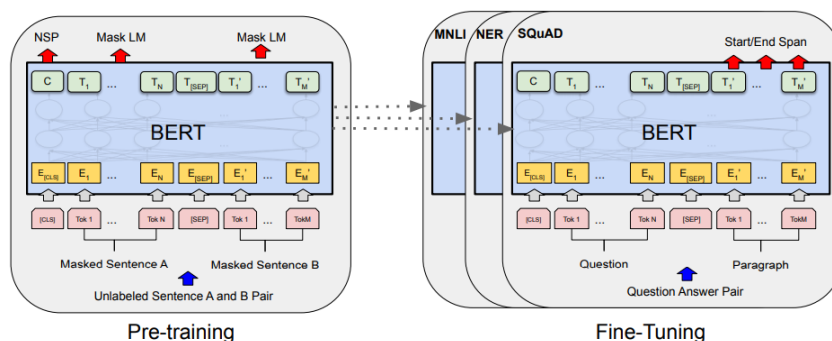 NSP Mask LM Mask LM
C T1 ... TN T[SEP] T1' ... TM'
BERT
E[CLS] E1 ... EN E[SEP] E1' ... EM'
[CLS] Tok 1 ... Tok N [SEP] Tok 1 ... TokM
Masked Sentence A Masked Sentence B
Unlabeled Sentence A and B Pair
Pre-training
MNLI NER SQuAD
Start/End Span
C T1 ... TN T[SEP] T1' ... TM'
BERT
E[CLS] E1 ... EN E[SEP] E1' ... EM'
[CLS] Tok 1 ... Tok N [SEP] Tok 1 ... TokM
Question Paragraph
Question Answer Pair
Fine-Tuning